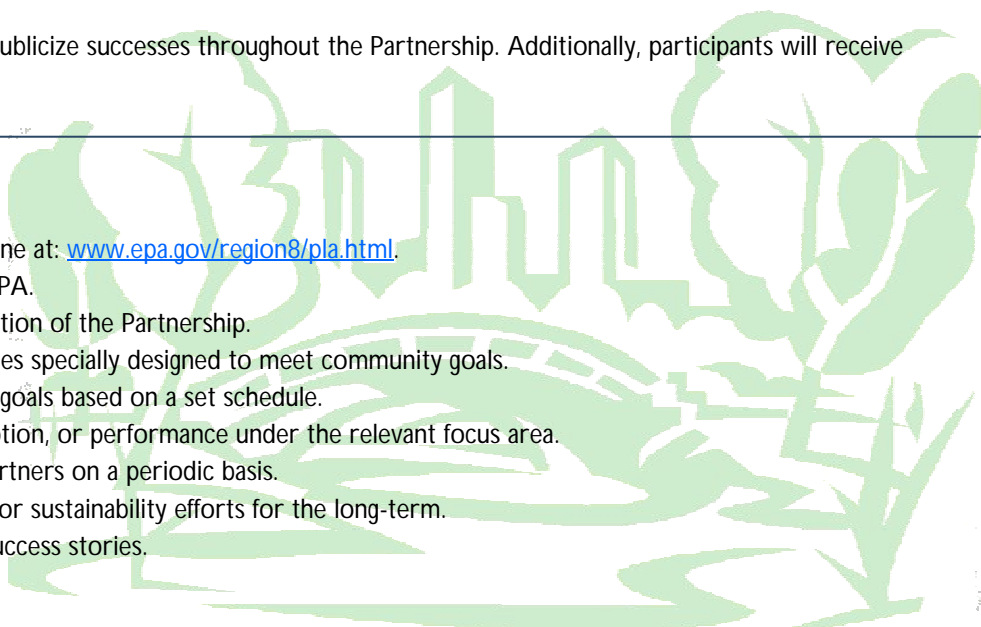 ublicize successes throughout the Partnership. Additionally, participants will receive
ne at: www.epa.gov/region8/pla.html.
PA.
tion of the Partnership.
es specially designed to meet community goals.
goals based on a set schedule.
tion, or performance under the relevant focus area.
rtners on a periodic basis.
or sustainability efforts for the long-term.
uccess stories.